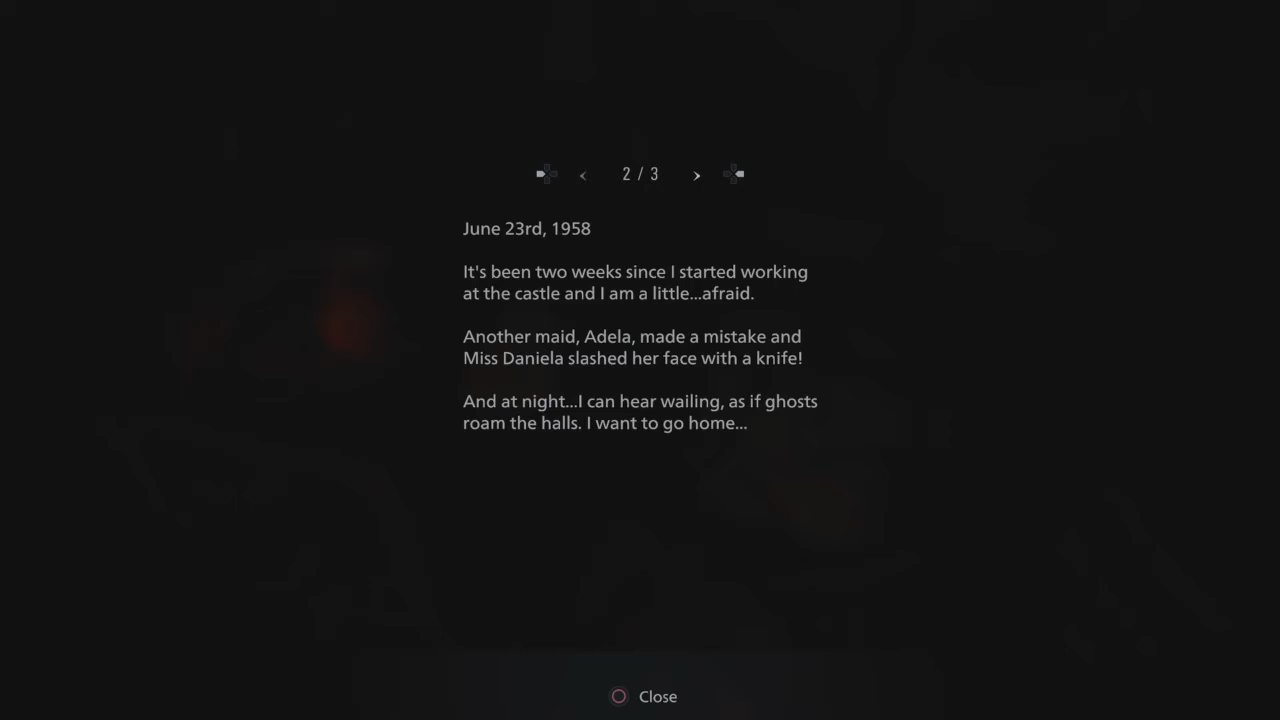 2 / 3
June 23rd, 1958
It's been two weeks since I started working
at the castle and I am a little...afraid.
Another maid, Adela, made a mistake and
Miss Daniela slashed her face with a knife!
And at night...I can hear wailing, as if ghosts
roam the halls. I want to go home...
Close